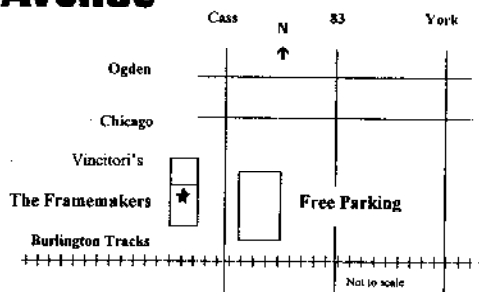 Avenue
Cass 83 York
N
Ogden
Chicago
Vincitori's
The Framemakers
Free Parking
Burlington Tracks
Not to scale